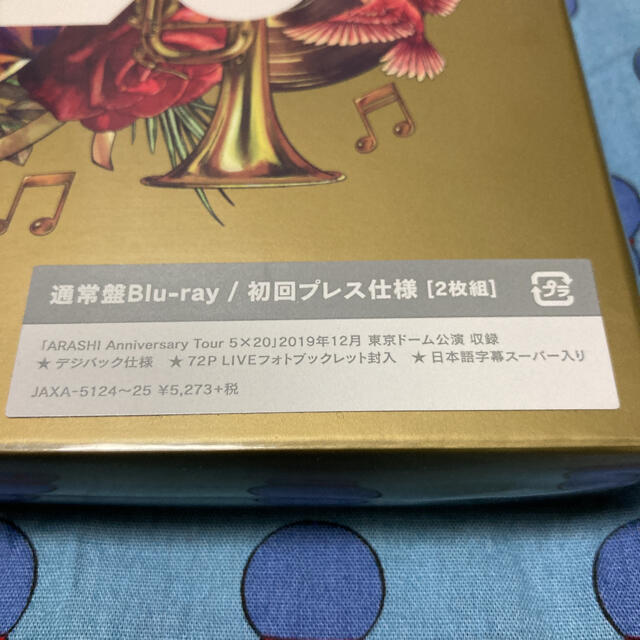 通常盤Blu-ray / 初回プレス仕様 [2枚組]
プラ
「ARASHI Anniversary Tour 5×20」2019年12月 東京ドーム公演 収録
★ デジパック仕様 ★ 72P LIVEフォトブックレット封入 ★ 日本語字幕スーパー入り
JAXA-5124〜25 ¥5,273+税